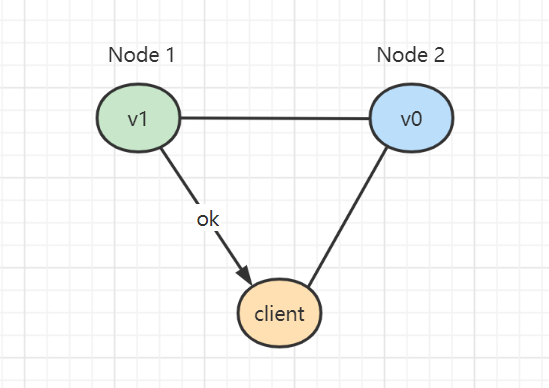 Node 1
Node 2
v1
v0
ok
client